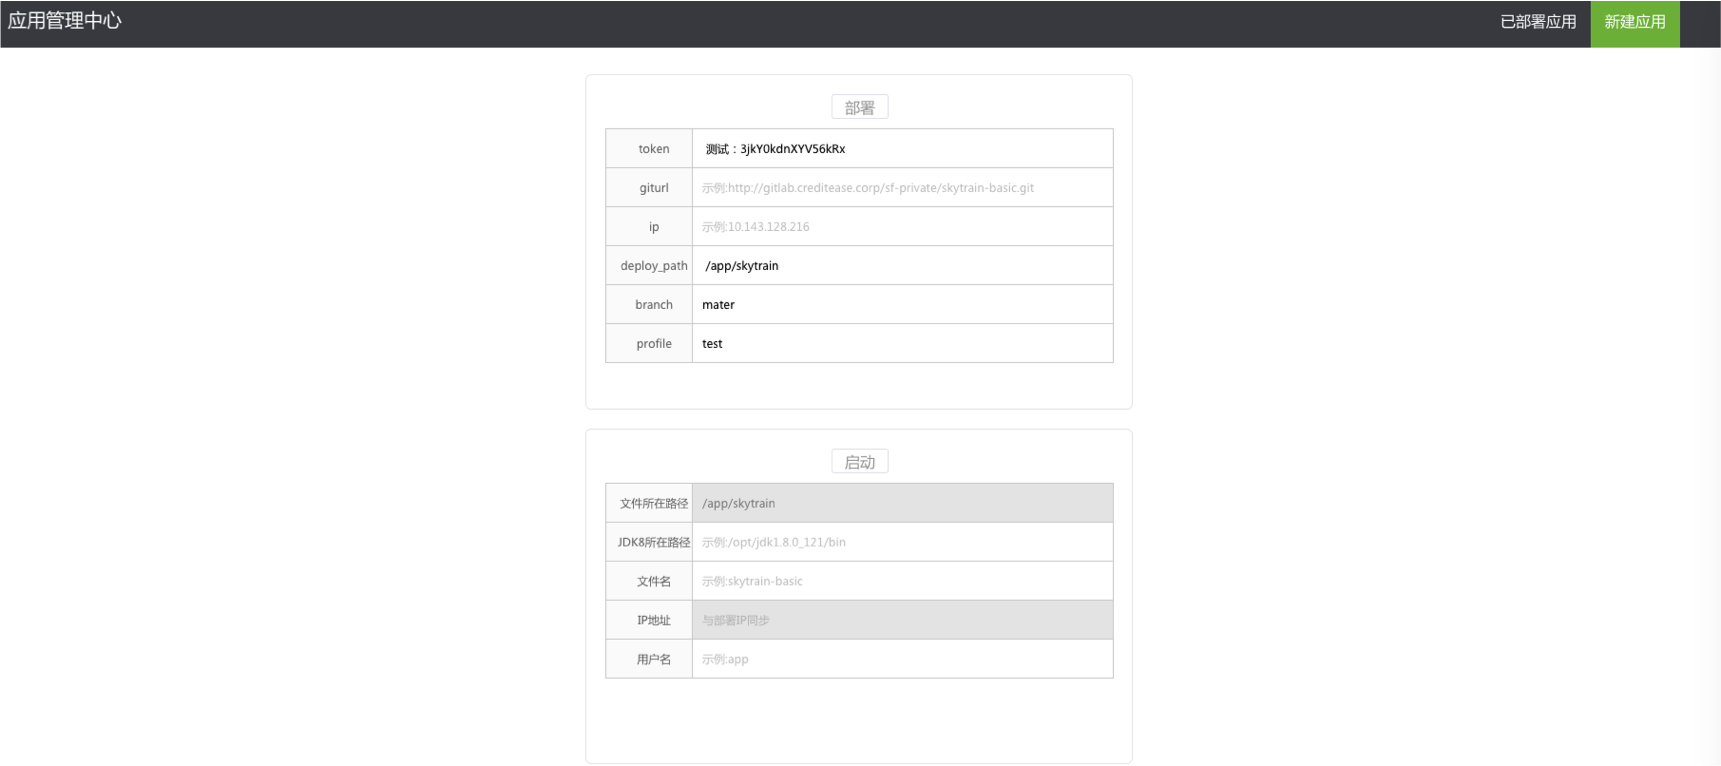 应用管理中心 已部署应用 新建应用
部署
token 测试：3jkY0kdnXYV56kRx
giturl 示例:http://gitlab.creditease.corp/sf-private/skytrain-basic.git
ip 示例:10.143.128.216
deploy_path /app/skytrain
branch mater
profile test
启动
文件所在路径 /app/skytrain
JDK8所在路径 示例:/opt/jdk1.8.0_121/bin
文件名 示例:skytrain-basic
IP地址 与部署IP同步
用户名 示例:app